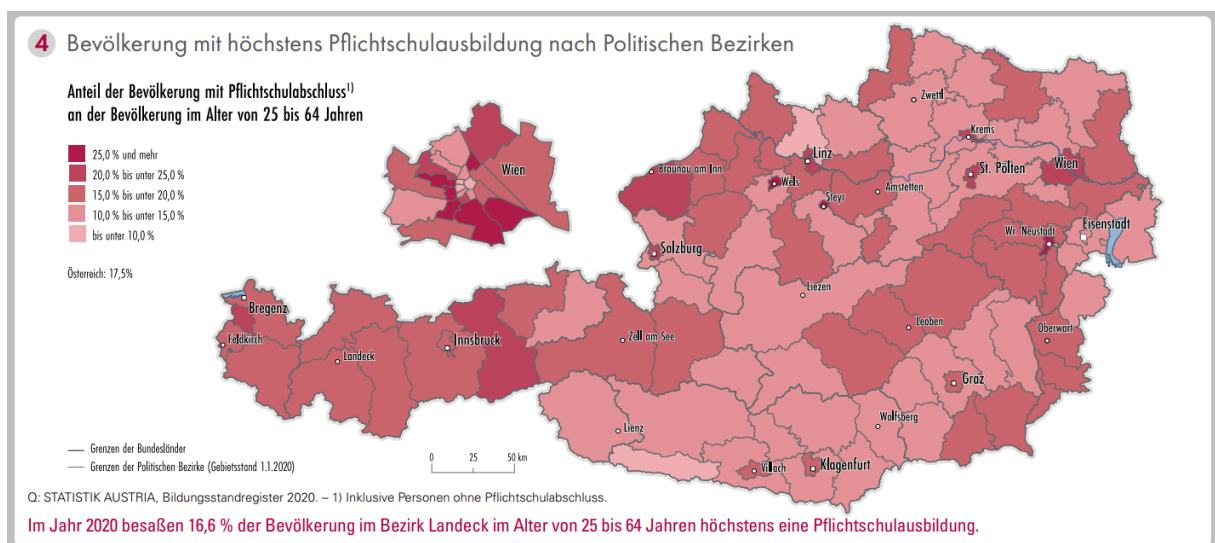 4 Bevölkerung mit höchstens Pflichtschulausbildung nach Politischen Bezirken
Anteil der Bevölkerung mit Pflichtschulabschluss1)
an der Bevölkerung im Alter von 25 bis 64 Jahren
25,0 % und mehr
20,0 % bis unter 25,0 %
15,0 % bis unter 20,0 %
10,0 % bis unter 15,0 %
bis unter 10,0 %
Österreich: 17,5%
Wien
Zwettl
Krems
Linz
Wien
St. Pölten
Braunau am Inn
Wels
Amstetten
Steyr
Eisenstadt
Wr. Neustadt
Salzburg
Liezen
Bregenz
Leoben
Oberwart
Feldkirch
Innsbruck
Zell am See
Landeck
Graz
Wolfsberg
Lienz
Villach
Klagenfurt
Grenzen der Bundesländer
Grenzen der Politischen Bezirke (Gebietsstand 1.1.2020)
0 25 50 km
Q: STATISTIK AUSTRIA, Bildungsstandregister 2020. – 1) Inklusive Personen ohne Pflichtschulabschluss.
Im Jahr 2020 besaßen 16,6 % der Bevölkerung im Bezirk Landeck im Alter von 25 bis 64 Jahren höchstens eine Pflichtschulausbildung.